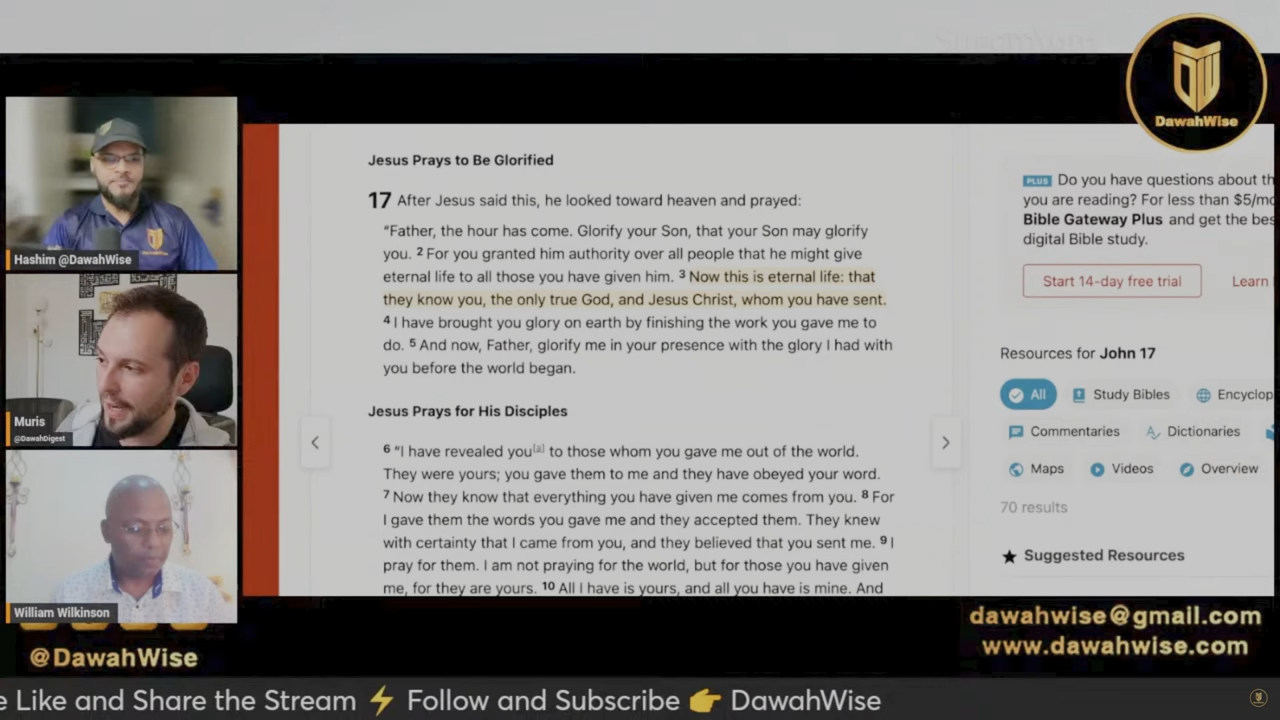 DawahWise
Hashim @DawahWise
Muris
@DawahDigest
William Wilkinson
@DawahWise
Jesus Prays to Be Glorified
17 After Jesus said this, he looked toward heaven and prayed:
“Father, the hour has come. Glorify your Son, that your Son may glorify
you. 2 For you granted him authority over all people that he might give
eternal life to all those you have given him. 3 Now this is eternal life: that
they know you, the only true God, and Jesus Christ, whom you have sent.
4 I have brought you glory on earth by finishing the work you gave me to
do. 5 And now, Father, glorify me in your presence with the glory I had with
you before the world began.
Jesus Prays for His Disciples
6 “I have revealed you[a] to those whom you gave me out of the world.
They were yours; you gave them to me and they have obeyed your word.
7 Now they know that everything you have given me comes from you. 8 For
I gave them the words you gave me and they accepted them. They knew
with certainty that I came from you, and they believed that you sent me. 9 I
pray for them. I am not praying for the world, but for those you have given
me, for they are yours. 10 All I have is yours, and all you have is mine. And
PLUS Do you have questions about th
you are reading? For less than $5/mo
Bible Gateway Plus and get the bes
digital Bible study.
Start 14-day free trial
Learn
Resources for John 17
All
Study Bibles
Encyclop
Commentaries
Dictionaries
Maps
Videos
Overview
70 results
★ Suggested Resources
dawahwise@gmail.com
www.dawahwise.com
e Like and Share the Stream ⚡ Follow and Subscribe 👉 DawahWise